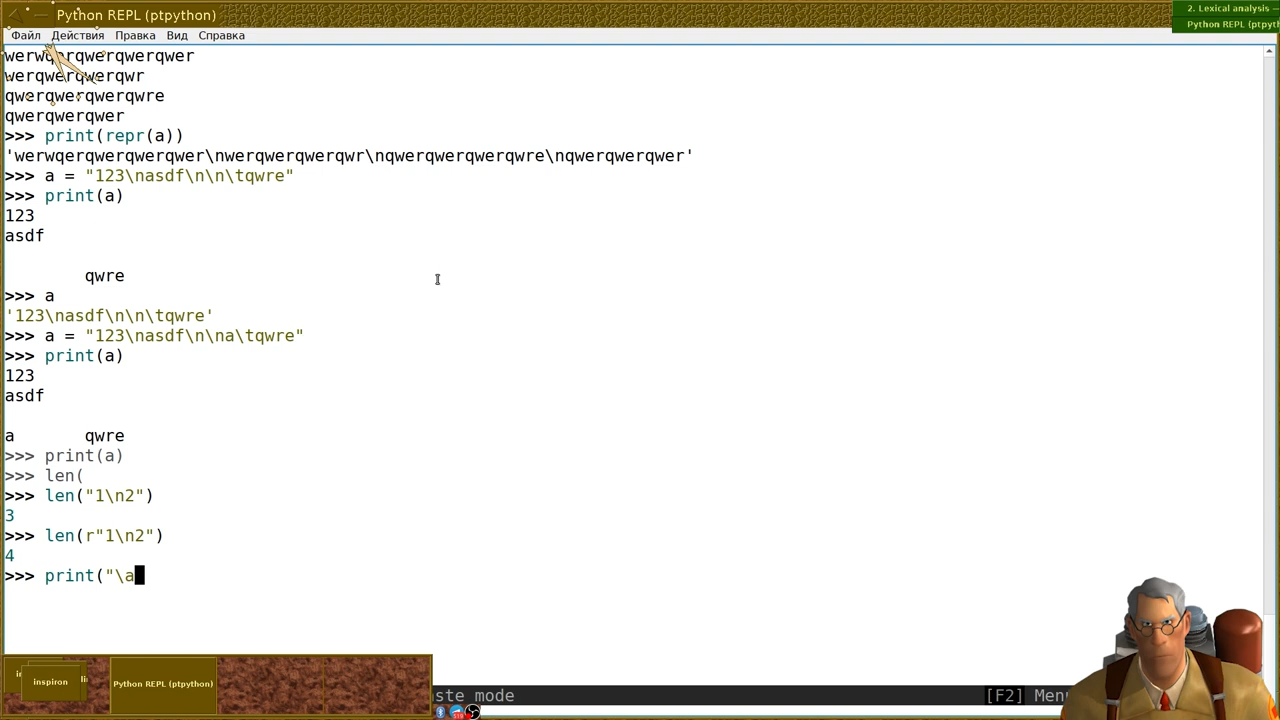 Python REPL (ptpython)
2. Lexical analysis —
Python REPL (ptpyt
Файл Действия Правка Вид Справка
werwqerqwerqwerqwer
werqwerqwerqwr
qwerqwerqwerqwre
qwerqwerqwer
>>> print(repr(a))
'werwqerqwerqwerqwer\nwerqwerqwerqwr\nqwerqwerqwerqwre\nqwerqwerqwer'
>>> a = "123\nasdf\n\n\tqwre"
>>> print(a)
123
asdf
qwre
>>> a
'123\nasdf\n\n\tqwre'
>>> a = "123\nasdf\n\na\tqwre"
>>> print(a)
123
asdf
a qwre
>>> print(a)
>>> len(
>>> len("1\n2")
3
>>> len(r"1\n2")
4
>>> print("\a
inspiron
Python REPL (ptpython)
ste mode
[F2] Men